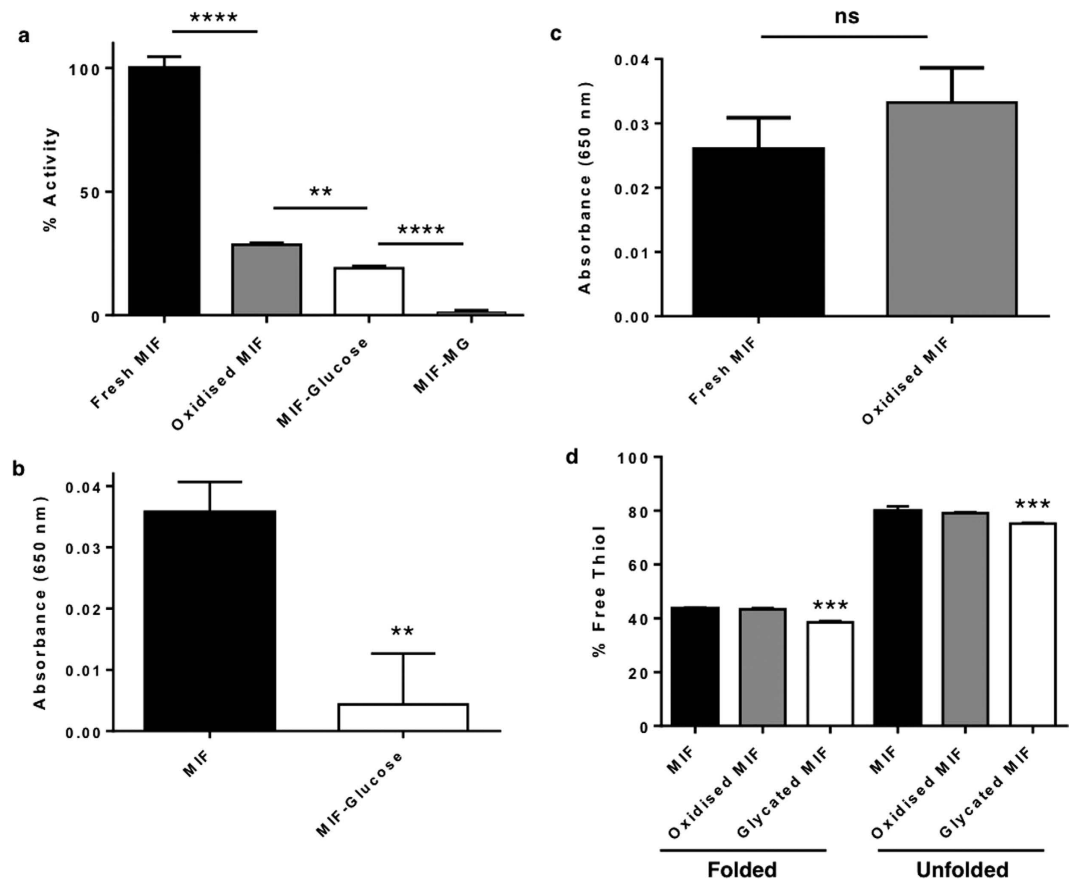 a
****
**
****
% Activity
100
50
0
Fresh MIF
Oxidised MIF
MIF-Glucose
MIF-MG
b
Absorbance (650 nm)
0.04
0.03
0.02
0.01
0.00
**
MIF
MIF-Glucose
c
ns
Absorbance (650 nm)
0.04
0.03
0.02
0.01
0.00
Fresh MIF
Oxidised MIF
d
% Free Thiol
100
80
60
40
20
0
***
***
MIF
Oxidised MIF
Glycated MIF
MIF
Oxidised MIF
Glycated MIF
Folded
Unfolded